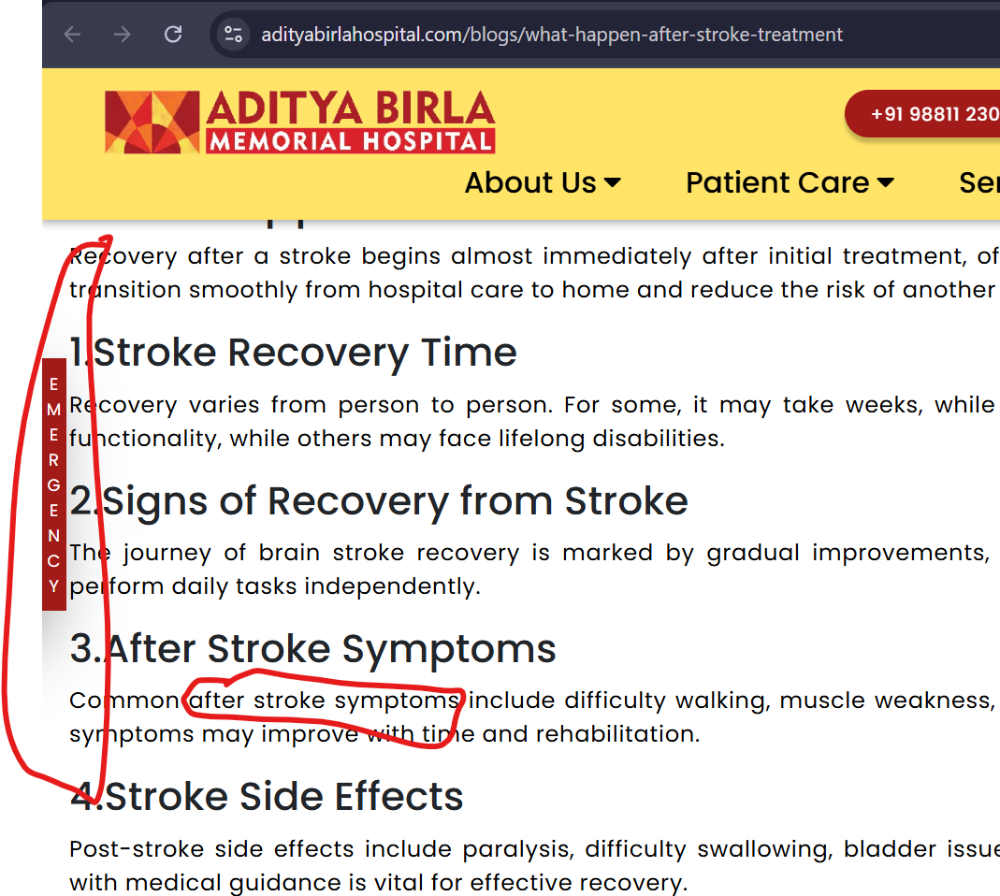 adityabirlahospital.com/blogs/what-happen-after-stroke-treatment
ADITYA BIRLA
MEMORIAL HOSPITAL
+91 98811 230
About Us
Patient Care
Recovery after a stroke begins almost immediately after initial treatment,
transition smoothly from hospital care to home and reduce the risk of another
1.Stroke Recovery Time
Recovery varies from person to person. For some, it may take weeks, while
functionality, while others may face lifelong disabilities.
2.Signs of Recovery from Stroke
The journey of brain stroke recovery is marked by gradual improvements,
perform daily tasks independently.
3.After Stroke Symptoms
Common after stroke symptoms include difficulty walking, muscle weakness,
symptoms may improve with time and rehabilitation.
4.Stroke Side Effects
Post-stroke side effects include paralysis, difficulty swallowing, bladder
with medical guidance is vital for effective recovery.
EMERGENCY